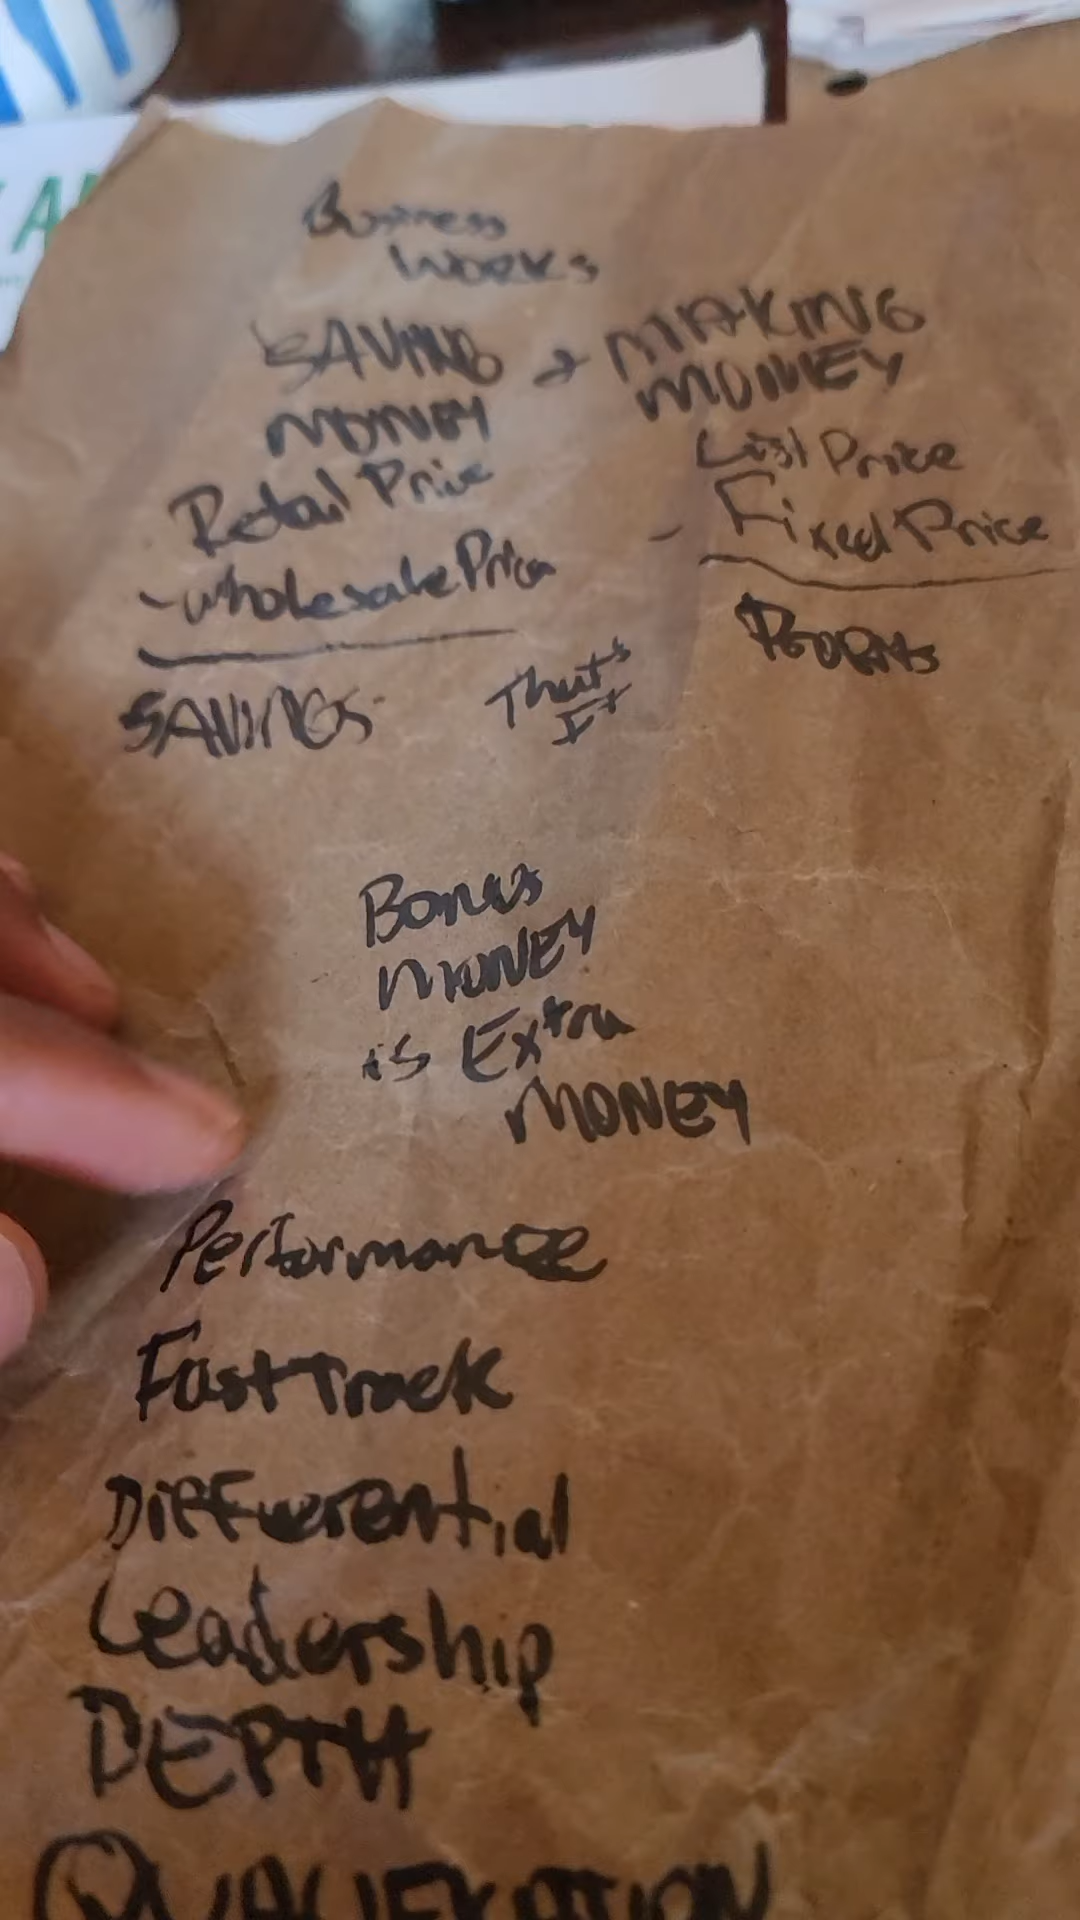 Business
Works
SAVING & MAKING
MONEY MONEY
Retail Price List Price
- wholesale Price - Fixed Price
SAVINGS That's It Profits
Bonus
MONEY
is Extra
MONEY
Performance
Fast Track
Differential
Leadership
DEPTH
QUALIFICATION